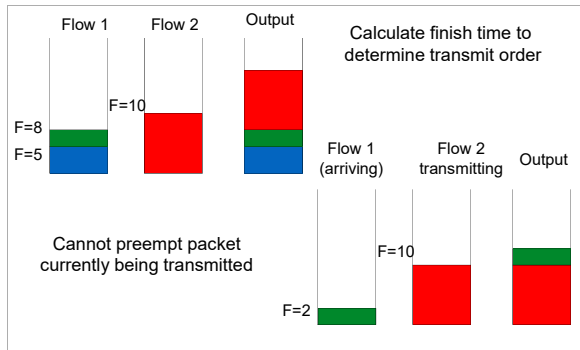 Flow 1
Flow 2
Output
Calculate finish time to
determine transmit order
F=10
F=8
F=5
Flow 1
(arriving)
Flow 2
transmitting
Output
Cannot preempt packet
currently being transmitted
F=10
F=2